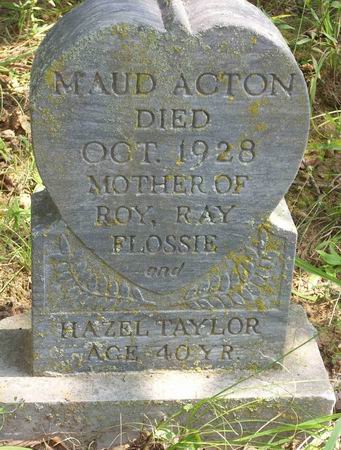 MAUD ACTON
DIED
OCT. 1928
MOTHER OF
ROY, RAY
FLOSSIE
and
HAZEL TAYLOR
AGE 40 YR.